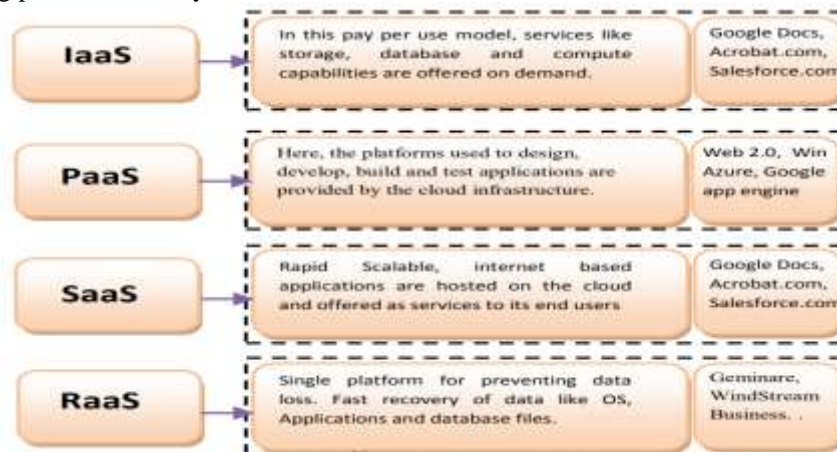 IaaS
In this pay per use model, services like
storage, database and compute
capabilities are offered on demand.
Google Docs,
Acrobat.com,
Salesforce.com
PaaS
Here, the platforms used to design,
develop, build and test applications are
provided by the cloud infrastructure.
Web 2.0, Win
Azure, Google
app engine
SaaS
Rapid Scalable, internet based
applications are hosted on the cloud
and offered as services to its end users
Google Docs,
Acrobat.com,
Salesforce.com
RaaS
Single platform for preventing data
loss. Fast recovery of data like OS,
Applications and database files.
Geminare,
WindStream
Business. .